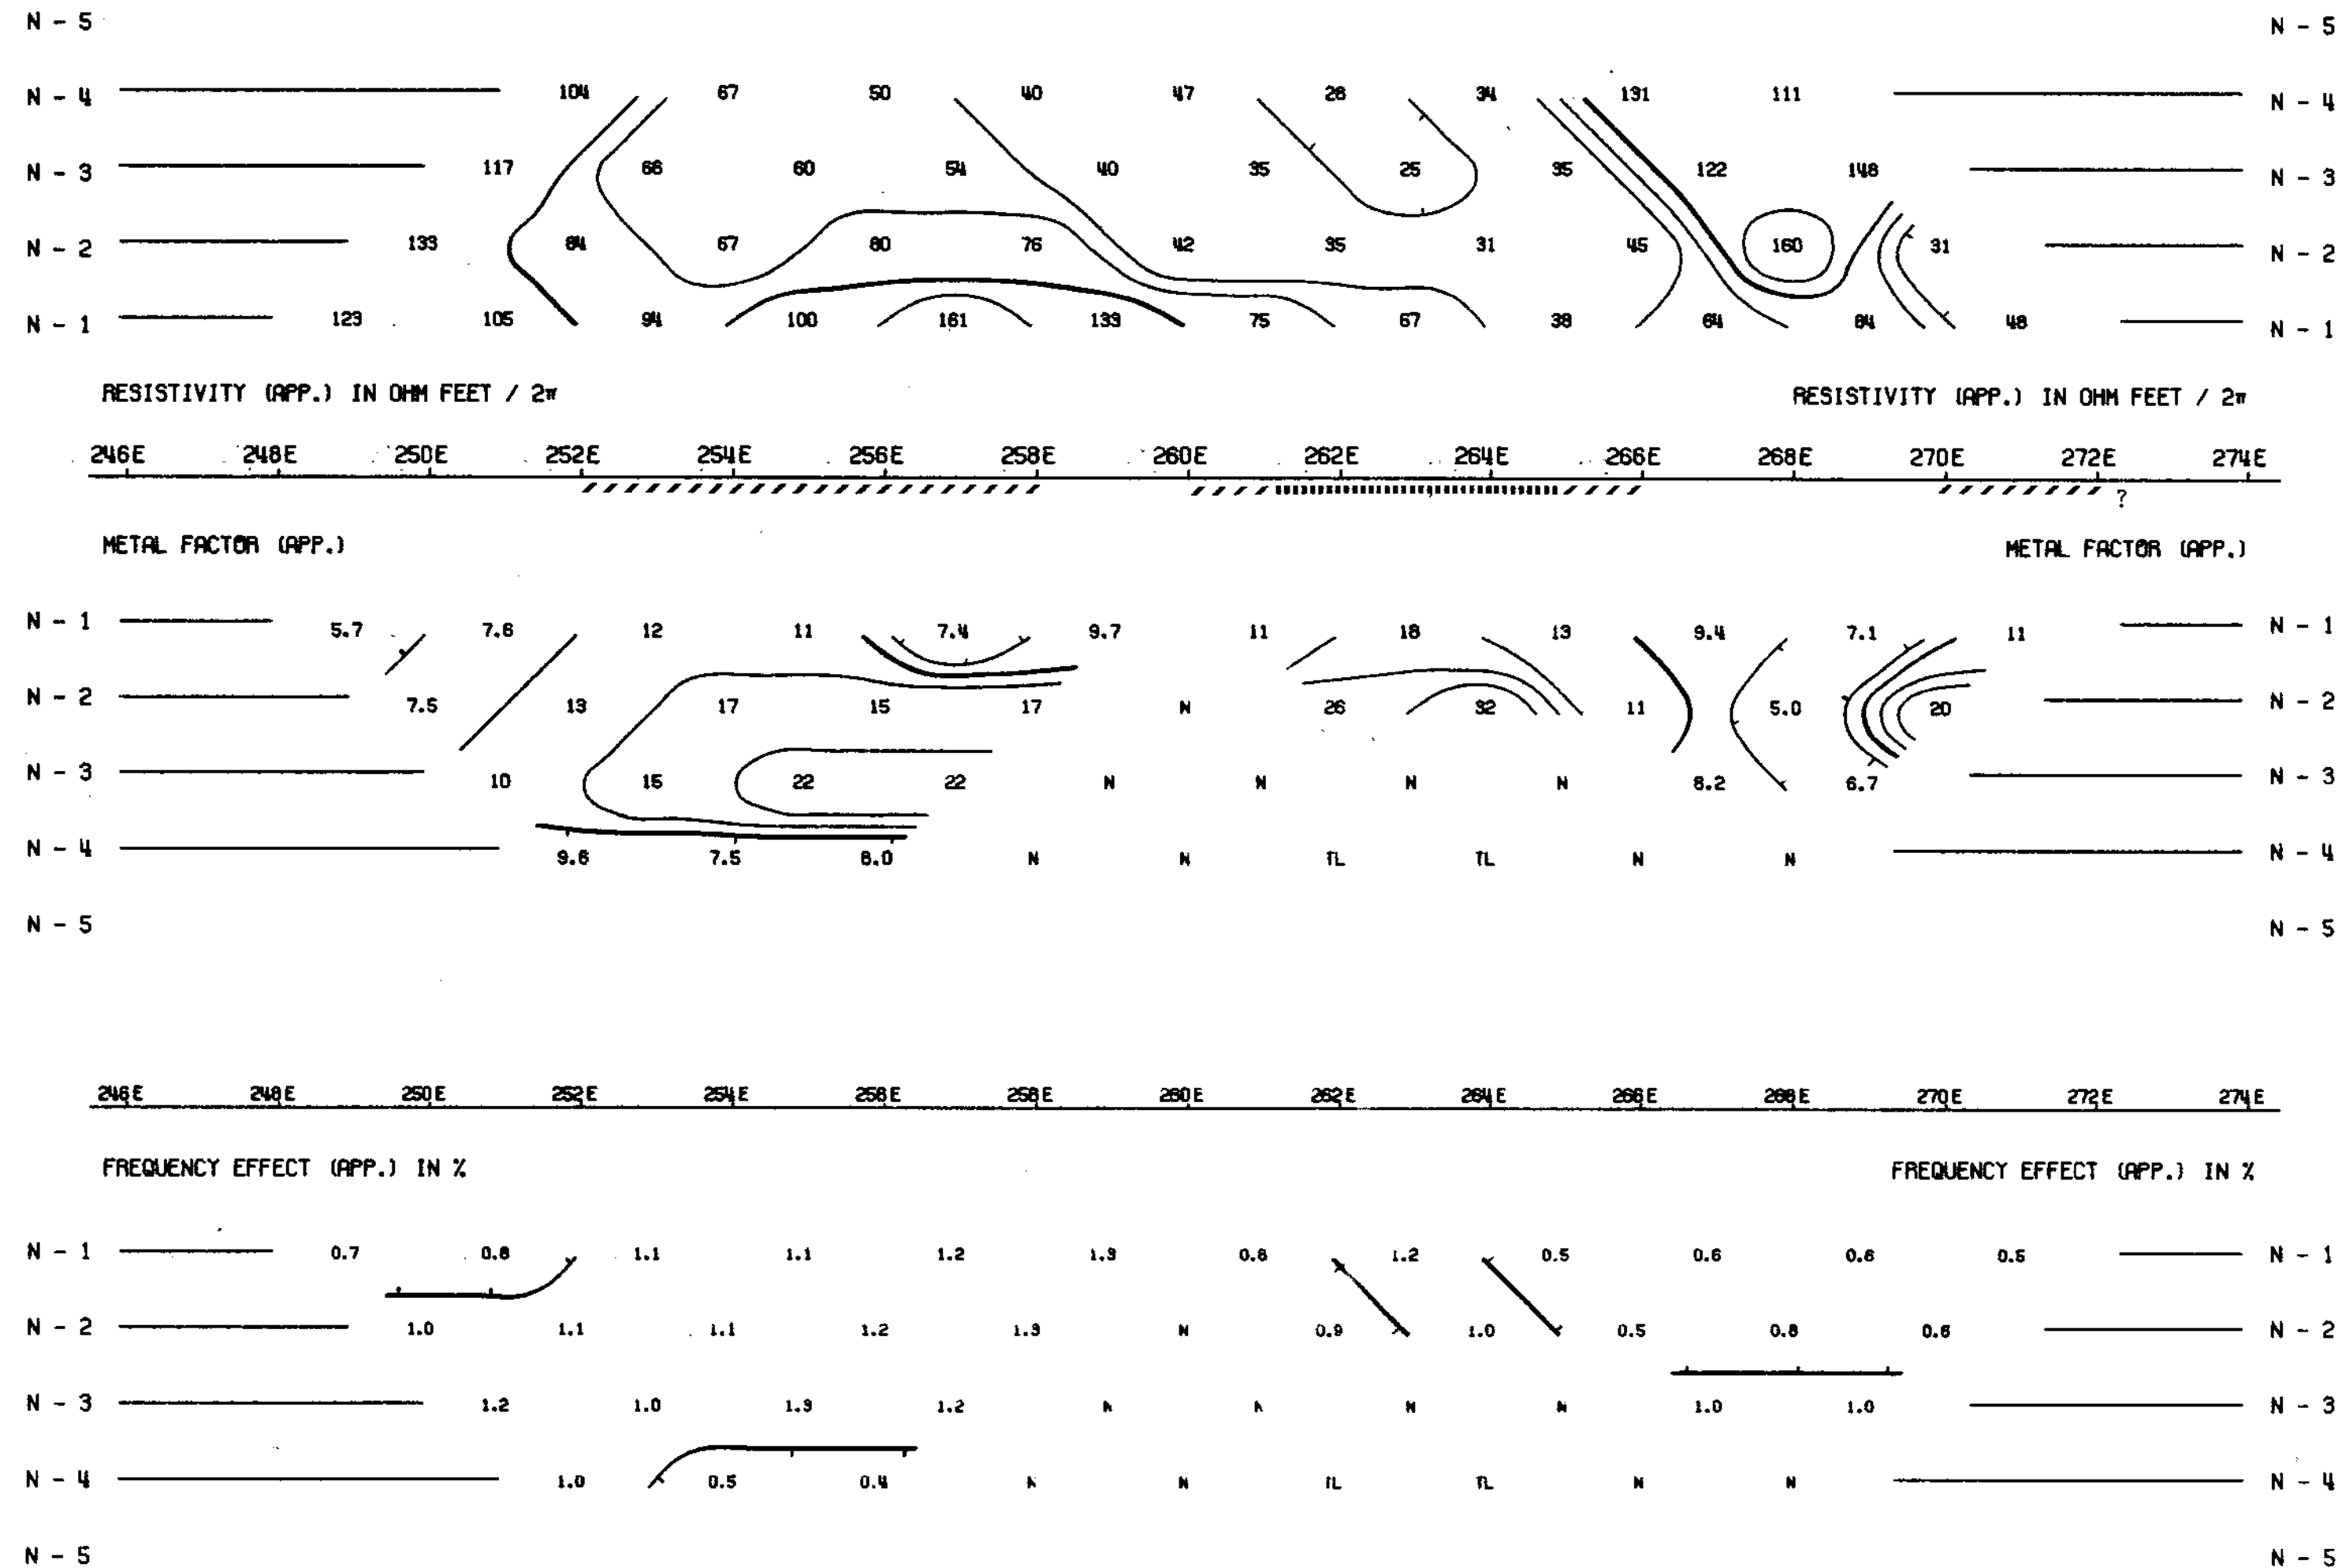 N - 5 N - 5
N - 4 104 67 50 40 47 28 34 131 111 N - 4
N - 3 117 66 60 54 40 35 25 35 122 148 N - 3
N - 2 133 84 67 80 76 42 35 31 45 160 31 N - 2
N - 1 123 105 94 100 161 133 75 67 38 64 84 48 N - 1
RESISTIVITY (APP.) IN OHM FEET / 2π RESISTIVITY (APP.) IN OHM FEET / 2π
246E 248E 250E 252E 254E 256E 258E 260E 262E 264E 266E 268E 270E 272E 274E
?
METAL FACTOR (APP.) METAL FACTOR (APP.)
N - 1 5.7 7.6 12 11 7.4 9.7 11 18 13 9.4 7.1 11 N - 1
N - 2 7.5 13 17 15 17 N 26 32 11 5.0 20 N - 2
N - 3 10 15 22 22 N N N N 8.2 6.7 N - 3
N - 4 9.6 7.5 8.0 N N TL TL N N N - 4
N - 5 N - 5
246E 248E 250E 252E 254E 256E 258E 260E 262E 264E 266E 268E 270E 272E 274E
FREQUENCY EFFECT (APP.) IN % FREQUENCY EFFECT (APP.) IN %
N - 1 0.7 0.8 1.1 1.1 1.2 1.3 0.8 1.2 0.5 0.6 0.6 0.5 N - 1
N - 2 1.0 1.1 1.1 1.2 1.3 N 0.9 1.0 0.5 0.8 0.6 N - 2
N - 3 1.2 1.0 1.3 1.2 N N N N 1.0 1.0 N - 3
N - 4 1.0 0.5 0.4 N N TL TL N N N - 4
N - 5 N - 5